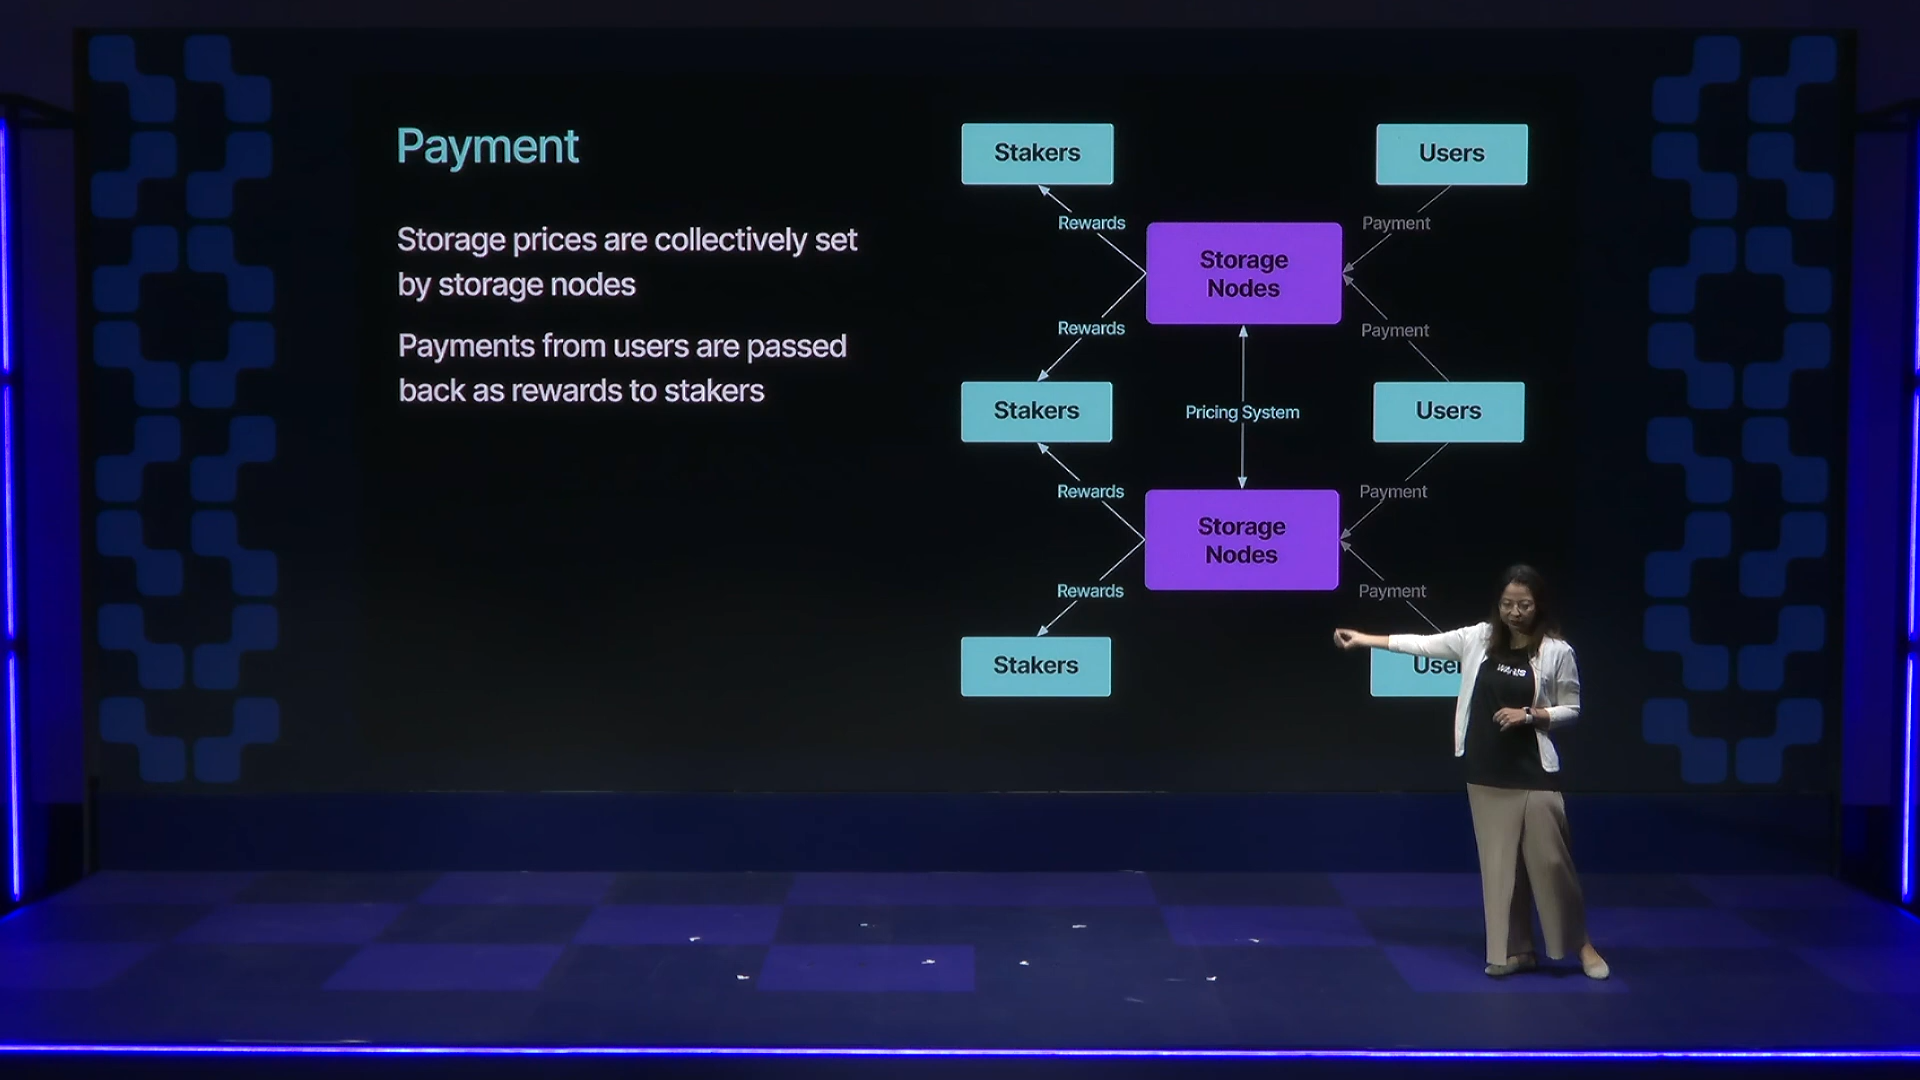 Payment
Storage prices are collectively set
by storage nodes
Payments from users are passed
back as rewards to stakers
Stakers
Users
Rewards
Payment
Storage
Nodes
Rewards
Payment
Stakers
Users
Pricing System
Rewards
Payment
Storage
Nodes
Rewards
Payment
Stakers